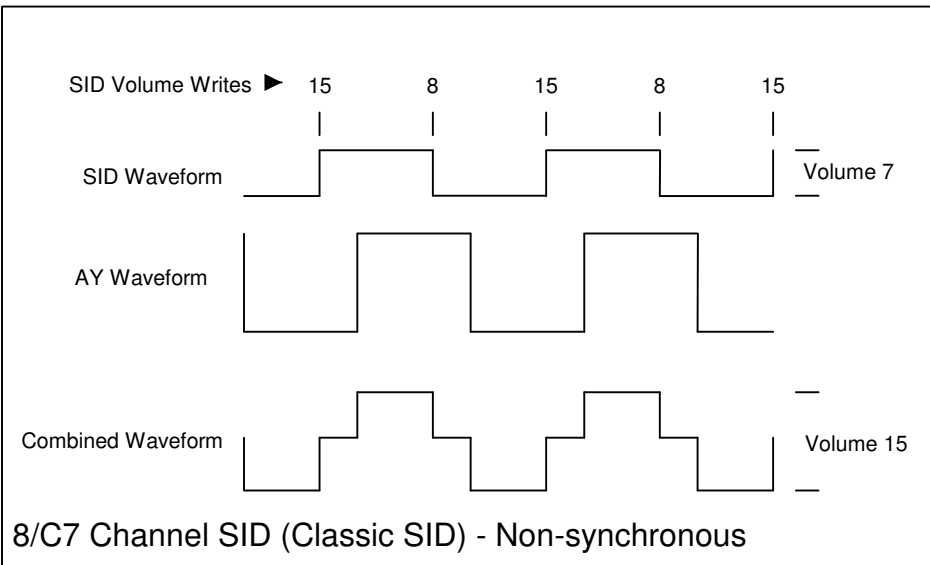 SID Volume Writes ► 15 8 15 8 15
SID Waveform
Volume 7
AY Waveform
Combined Waveform
Volume 15
8/C7 Channel SID (Classic SID) - Non-synchronous